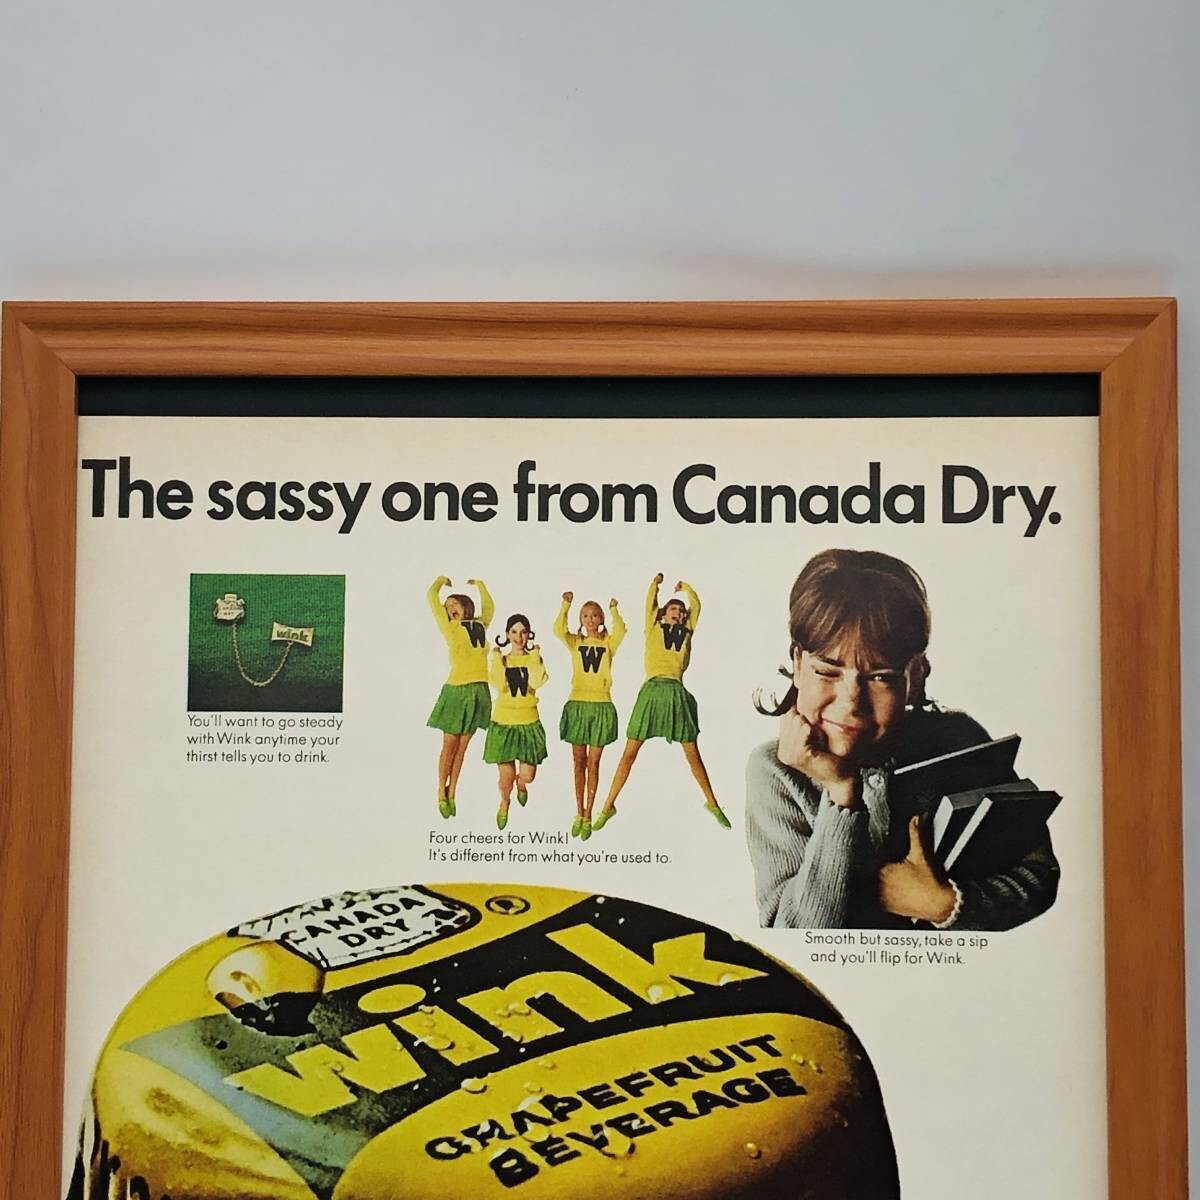 The sassy one from Canada Dry.
wink
You'll want to go steady
with Wink anytime your
thirst tells you to drink.
W W W W
Four cheers for Wink!
It's different from what you're used to.
Smooth but sassy, take a sip
and you'll flip for Wink.
CANADA
DRY
®
wink
GRAPEFRUIT
BEVERAGE